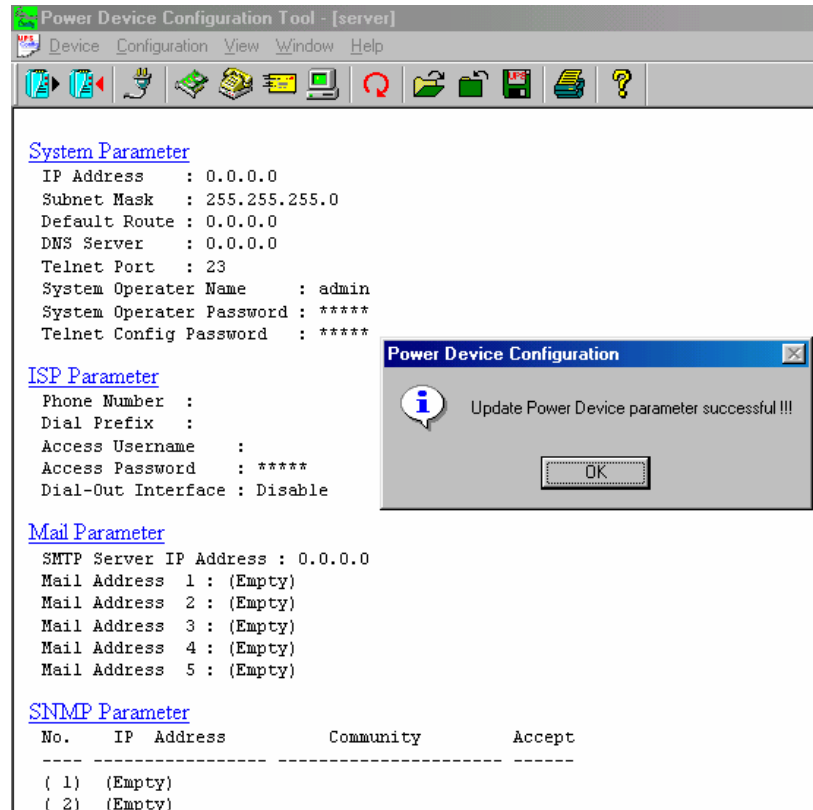 Power Device Configuration Tool - [server]
Device Configuration View Window Help
System Parameter
IP Address : 0.0.0.0
Subnet Mask : 255.255.255.0
Default Route : 0.0.0.0
DNS Server : 0.0.0.0
Telnet Port : 23
System Operater Name : admin
System Operater Password : *****
Telnet Config Password : *****
Power Device Configuration
Update Power Device parameter successful !!!
OK
ISP Parameter
Phone Number :
Dial Prefix :
Access Username :
Access Password : *****
Dial-Out Interface : Disable
Mail Parameter
SMTP Server IP Address : 0.0.0.0
Mail Address 1 : (Empty)
Mail Address 2 : (Empty)
Mail Address 3 : (Empty)
Mail Address 4 : (Empty)
Mail Address 5 : (Empty)
SNMP Parameter
No. IP Address Community Accept
---- ----------------- ---------------------- ------
( 1) (Empty)
( 2) (Empty)